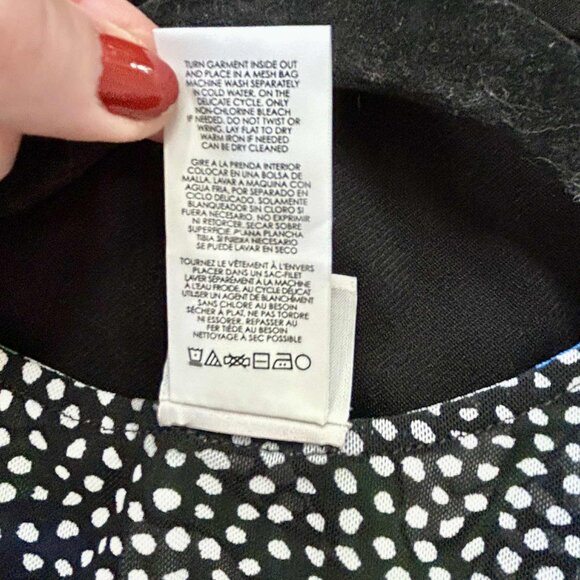 TURN GARMENT INSIDE OUT
AND PLACE IN A MESH BAG
MACHINE WASH SEPARATELY
IN COLD WATER, ON THE
DELICATE CYCLE. ONLY
NON-CHLORINE BLEACH
IF NEEDED. DO NOT TWIST OR
WRING. LAY FLAT TO DRY
WARM IRON IF NEEDED
CAN BE DRY CLEANED
GIRE A LA PRENDA INTERIOR
COLOCAR EN UNA BOLSA DE
MALLA. LAVAR A MAQUINA CON
AGUA FRIA, POR SEPARADO EN
CICLO DELICADO. SOLAMENTE
BLANQUEADOR SIN CLORO SI
FUERA NECESARIO. NO EXPRIMIR
NI RETORCER. SECAR SOBRE
SUPERFICIE PLANA PLANCHA
TIBIA SI FUERA NECESARIO
SE PUEDE LAVAR EN SECO
TOURNEZ LE VÊTEMENT À L'ENVERS
PLACER DANS UN SAC-FILET
LAVER SÉPARÉMENT À LA MACHINE
À L'EAU FROIDE, AU CYCLE DÉLICAT
UTILISER UN AGENT DE BLANCHIMENT
SANS CHLORE AU BESOIN
SÉCHER À PLAT, NE PAS TORDRE
NI ESSORER. REPASSER AU
FER TIÈDE AU BESOIN
NETTOYAGE À SEC POSSIBLE